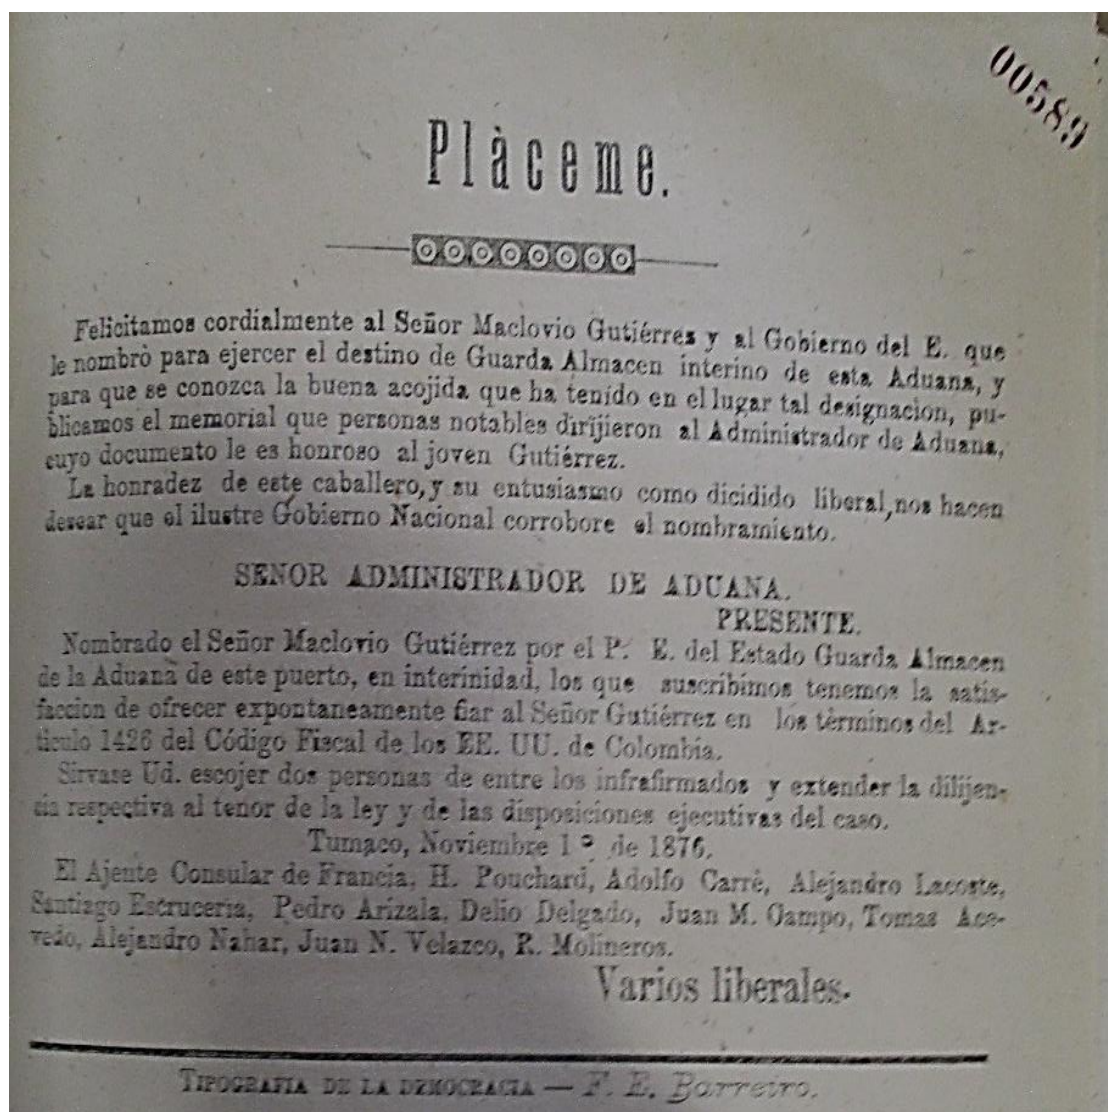 00589
Plàceme.
Felicitamos cordialmente al Señor Maclovio Gutiérres y al Gobierno del E. que
le nombrò para ejercer el destino de Guarda Almacen interino de esta Aduana, y
para que se conozca la buena acojida que ha tenido en el lugar tal designacion, pu-
blicamos el memorial que personas notables dirijieron al Administrador de Aduana,
cuyo documento le es honroso al joven Gutiérrez.
La honradez de este caballero, y su entusiasmo como dicidido liberal, nos hacen
desear que el ilustre Gobierno Nacional corrobore el nombramiento.
SENOR ADMINISTRADOR DE ADUANA.
PRESENTE.
Nombrado el Señor Maclovio Gutiérrez por el P. E. del Estado Guarda Almacen
de la Aduana de este puerto, en interinidad, los que suscribimos tenemos la satis-
faccion de ofrecer expontaneamente fiar al Señor Gutiérrez en los tèrminos del Ar-
tículo 1426 del Código Fiscal de los EE. UU. de Colombia.
Sirvase Ud. escojer dos personas de entre los infrafirmados y extender la dilijen-
cia respectiva al tenor de la ley y de las disposiciones ejecutivas del caso.
Tumaco, Noviembre 1º de 1876.
El Ajente Consular de Francia, H. Pouchard, Adolfo Carrè, Alejandro Lacoste,
Santiago Escruceria, Pedro Arizala, Delio Delgado, Juan M. Campo, Tomas Ace-
vedo, Alejandro Nahar, Juan N. Velazco, R. Molineros.
Varios liberales.
TIPOGRAFIA DE LA DEMOCRACIA — F. E. Barreiro.